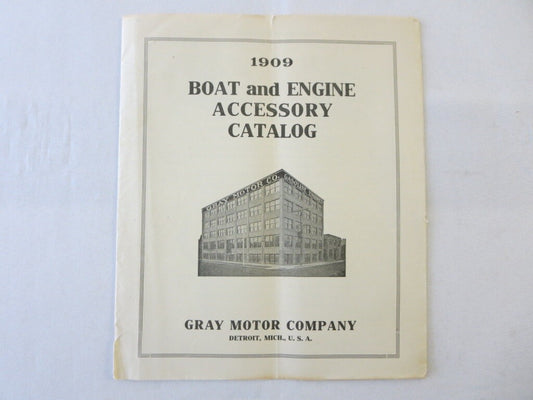 1909
BOAT and ENGINE
ACCESSORY
CATALOG
GRAY MOTOR CO.
GRAY MOTOR COMPANY
DETROIT, MICH., U. S. A.